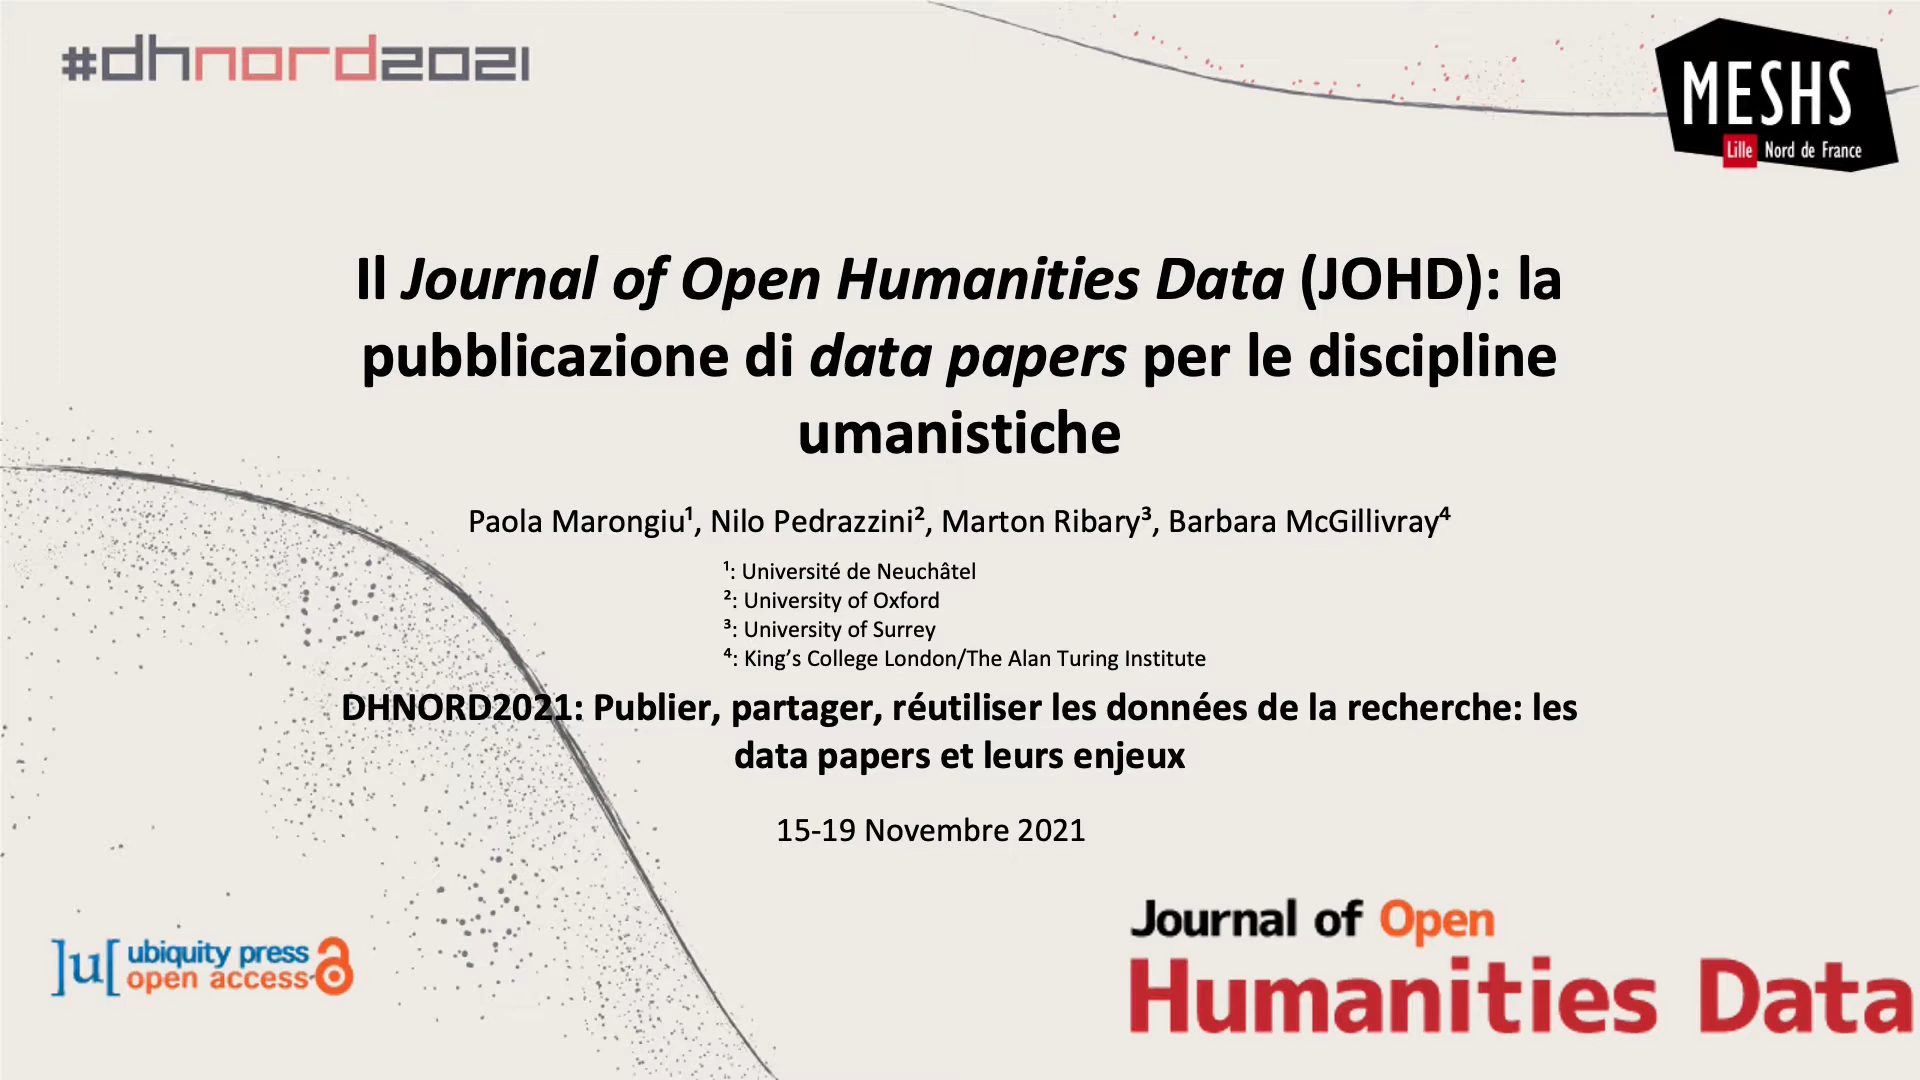 #dhnord2021
MESHS
Lille Nord de France
Il Journal of Open Humanities Data (JOHD): la
pubblicazione di data papers per le discipline
umanistiche
Paola Marongiu¹, Nilo Pedrazzini², Marton Ribary³, Barbara McGillivray⁴
¹: Université de Neuchâtel
²: University of Oxford
³: University of Surrey
⁴: King’s College London/The Alan Turing Institute
DHNORD2021: Publier, partager, réutiliser les données de la recherche: les
data papers et leurs enjeux
15-19 Novembre 2021
]u[ ubiquity press
open access
Journal of Open
Humanities Data